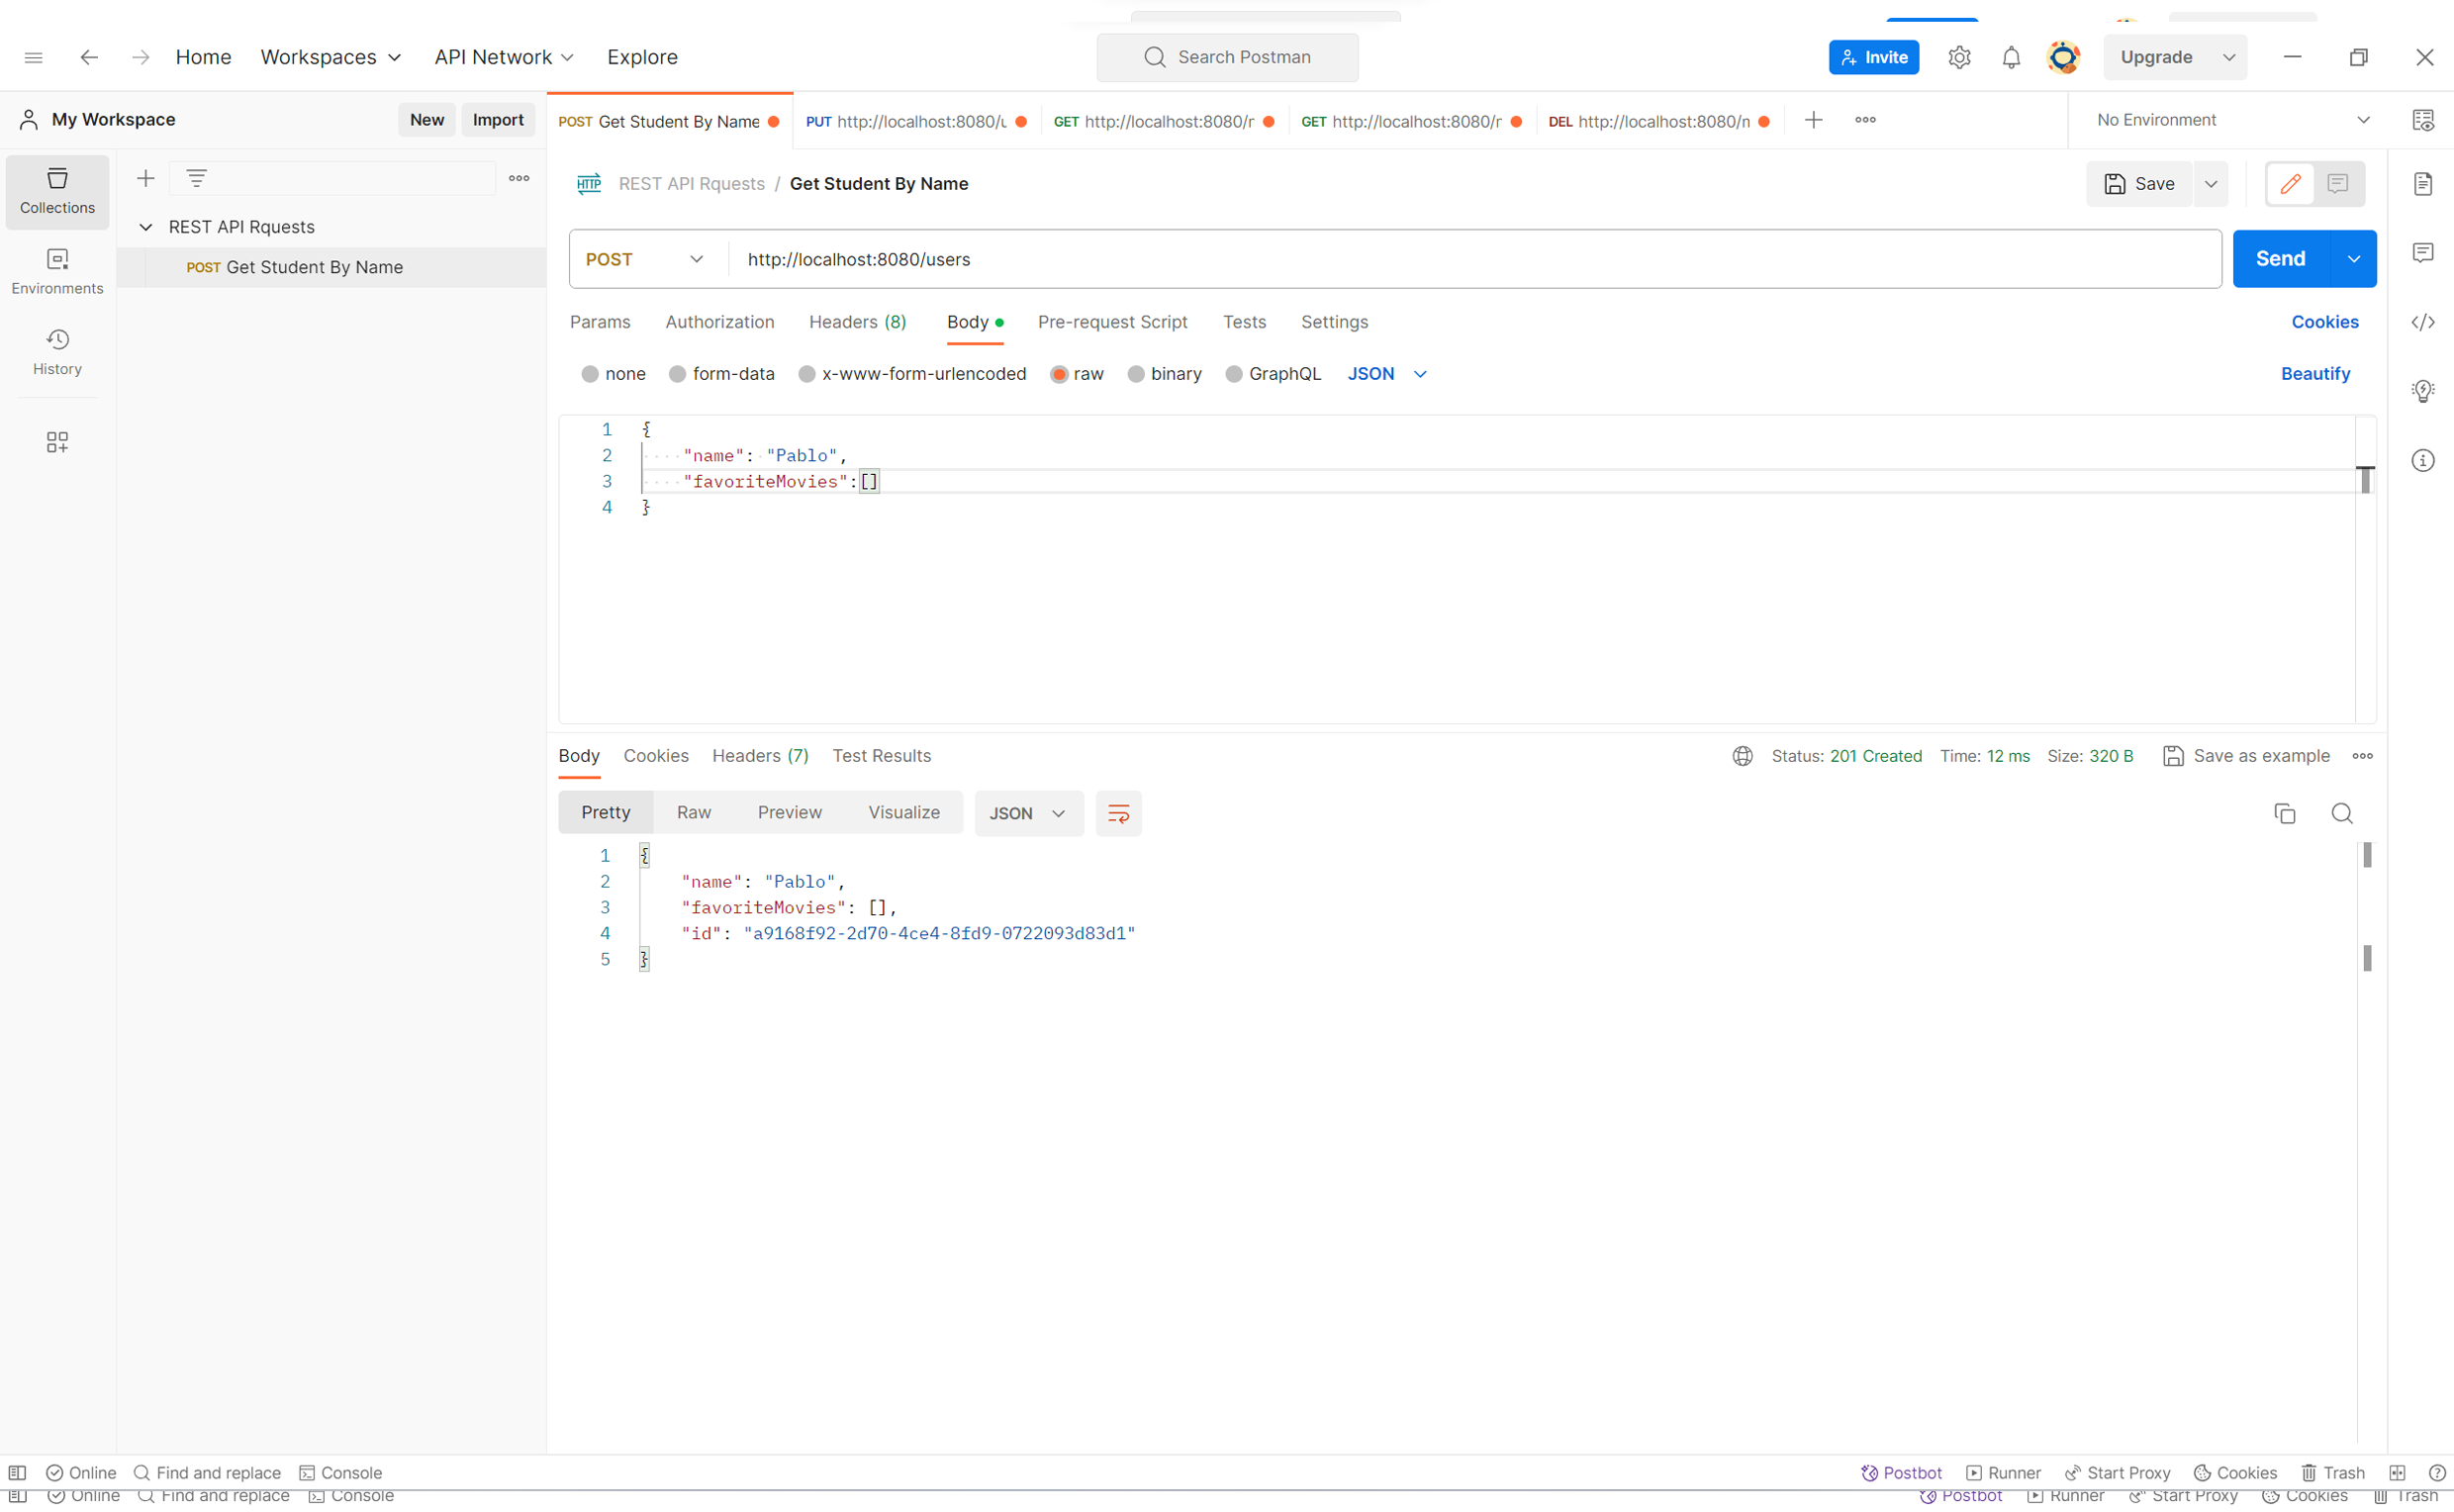 Home Workspaces API Network Explore Search Postman Invite Upgrade
My Workspace New Import POST Get Student By Name PUT http://localhost:8080/ GET http://localhost:8080/ GET http://localhost:8080/ DEL http://localhost:8080/ No Environment
Collections
Environments
History
REST API Rquests
POST Get Student By Name
HTTP REST API Rquests / Get Student By Name Save
POST http://localhost:8080/users Send
Params Authorization Headers (8) Body Pre-request Script Tests Settings Cookies
none form-data x-www-form-urlencoded raw binary GraphQL JSON Beautify
1 {
2 "name": "Pablo",
3 "favoriteMovies":[]
4 }
Body Cookies Headers (7) Test Results Status: 201 Created Time: 12 ms Size: 320 B Save as example
Pretty Raw Preview Visualize JSON
1 {
2 "name": "Pablo",
3 "favoriteMovies": [],
4 "id": "a9168f92-2d70-4ce4-8fd9-0722093d83d1"
5 }
Online Find and replace Console Postbot Runner Start Proxy Cookies Trash
Online Find and replace Console Postbot Runner Start Proxy Cookies Trash